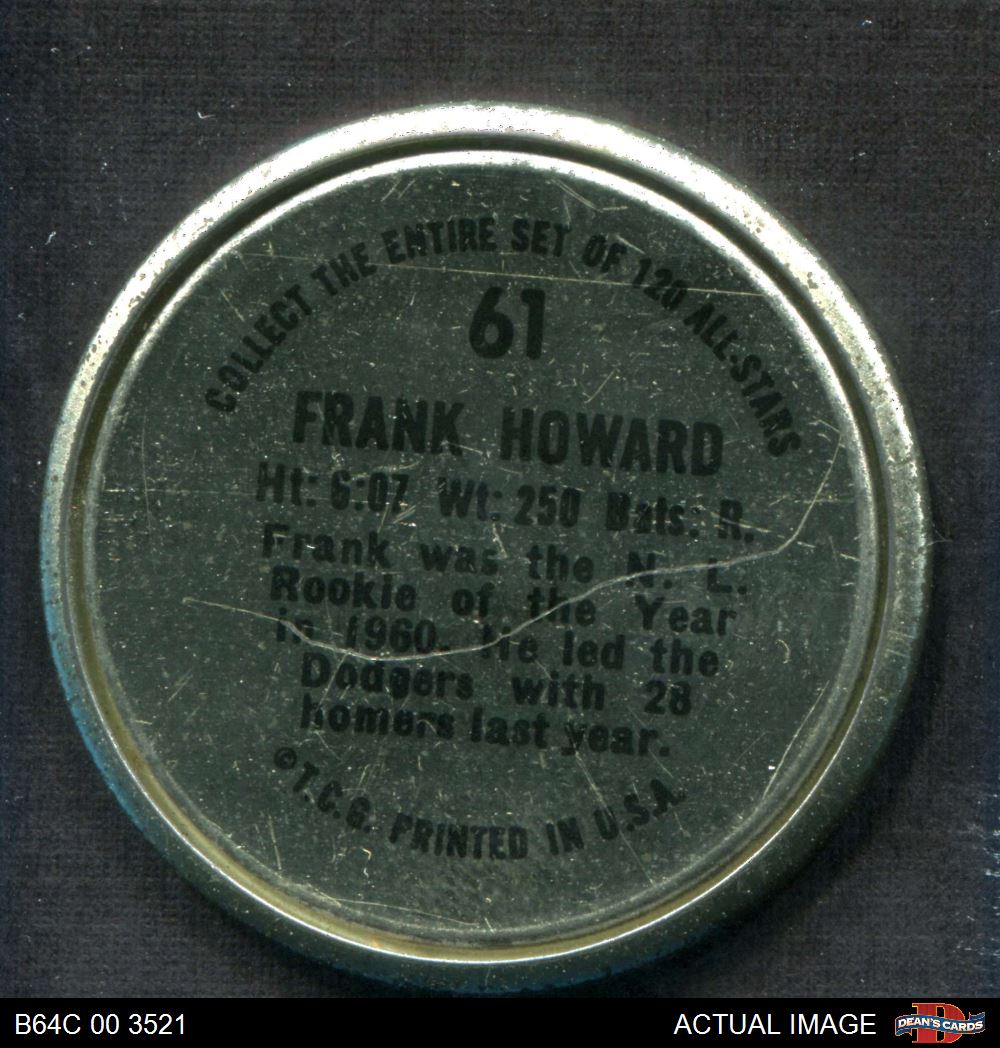 COLLECT THE ENTIRE SET OF 120 ALL-STARS
61
FRANK HOWARD
Ht: 6:07 Wt: 250 Bats: R.
Frank was the N. L.
Rookie of the Year
in 1960. He led the
Dodgers with 28
homers last year.
©T.C.G. PRINTED IN U.S.A.
B64C 00 3521
ACTUAL IMAGE
D
DEAN'S CARDS